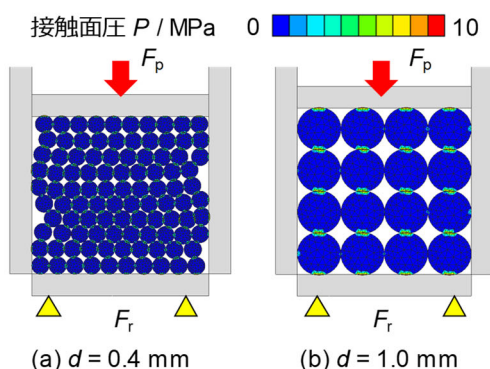 接触面圧 P / MPa 0 10
Fp Fp
Fr Fr
(a) d = 0.4 mm (b) d = 1.0 mm